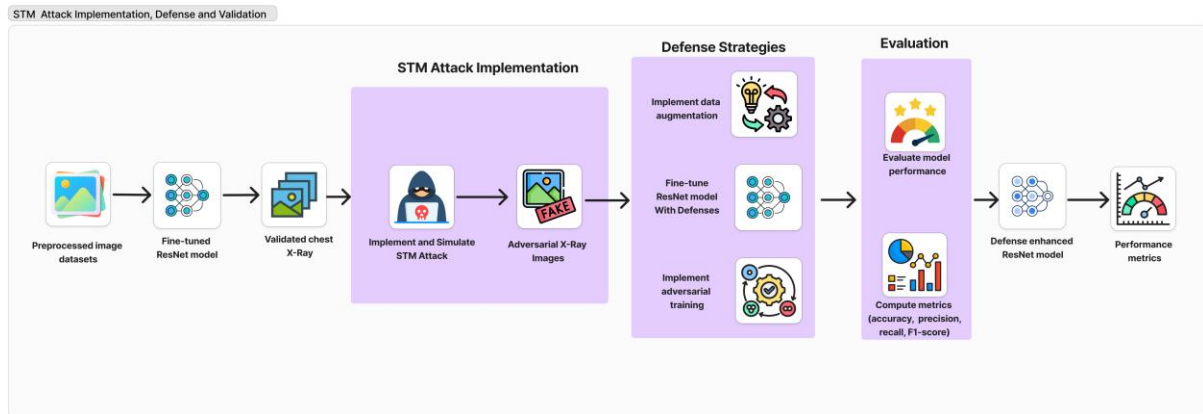 STM Attack Implementation, Defense and Validation
Defense Strategies
Evaluation
STM Attack Implementation
Implement data
augmentation
Evaluate model
performance
Fine-tune
ResNet model
With Defenses
FAKE
Preprocessed image
datasets
Fine-tuned
ResNet model
Validated chest
X-Ray
Implement and Simulate
STM Attack
Adversarial X-Ray
Images
Implement
adversarial
training
Compute metrics
(accuracy, precision,
recall, F1-score)
Defense enhanced
ResNet model
Performance
metrics